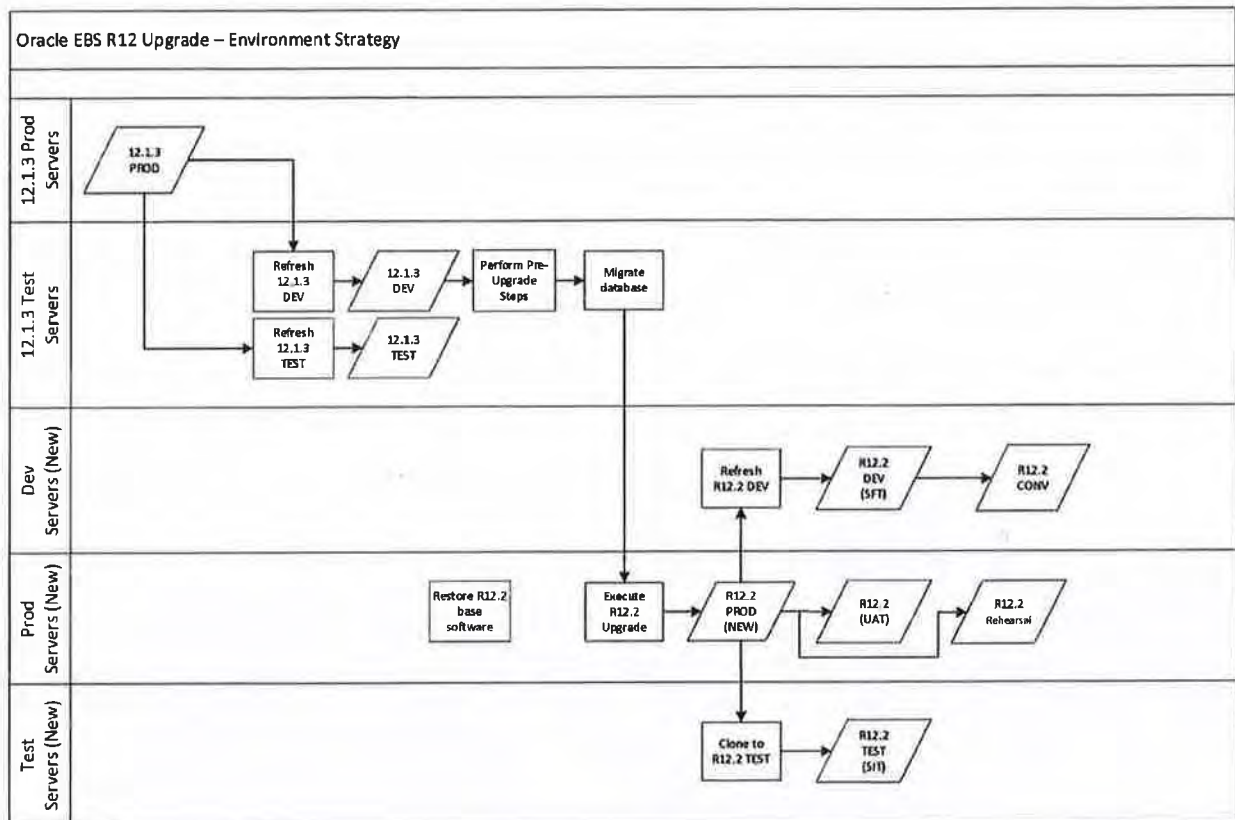 Oracle EBS R12 Upgrade – Environment Strategy
12.1.3 Prod
Servers
12.1.3
PROD
12.1.3 Test
Servers
Refresh
12.1.3
DEV
12.1.3
DEV
Perform Pre-
Upgrade
Steps
Migrate
database
Refresh
12.1.3
TEST
12.1.3
TEST
Dev
Servers (New)
Refresh
R12.2 DEV
R12.2
DEV
(SFT)
R12.2
CONV
Prod
Servers (New)
Restore R12.2
base
software
Execute
R12.2
Upgrade
R12.2
PROD
(NEW)
R12.2
(UAT)
R12.2
Rehearsal
Test
Servers (New)
Clone to
R12.2 TEST
R12.2
TEST
(SIT)